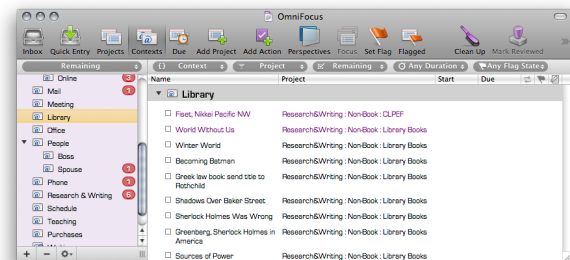 OmniFocus
Inbox Quick Entry Projects Contexts Due Add Project Add Action Perspectives Focus Set Flag Flagged Clean Up Mark Reviewed
Remaining Context Project Remaining Any Duration Any Flag State
Name Project Start Due
Online 3
Mail 1
Meeting
Library
Office
People
Boss
Spouse 1
Phone 1
Research & Writing 6
Schedule
Teaching
Purchases
Library
Fiset, Nikkei Pacific NW Research&Writing : Non-Book : CLPEF
World Without Us Research&Writing : Non-Book : Library Books
Winter World Research&Writing : Non-Book : Library Books
Becoming Batman Research&Writing : Non-Book : Library Books
Greek law book send title to Research&Writing : Non-Book : Library Books
Rothchild
Shadows Over Baker Street Research&Writing : Non-Book : Library Books
Sherlock Holmes Was Wrong Research&Writing : Non-Book : Library Books
Greenberg, Sherlock Holmes in Research&Writing : Non-Book : Library Books
America
Sources of Power Research&Writing : Non-Book : Library Books